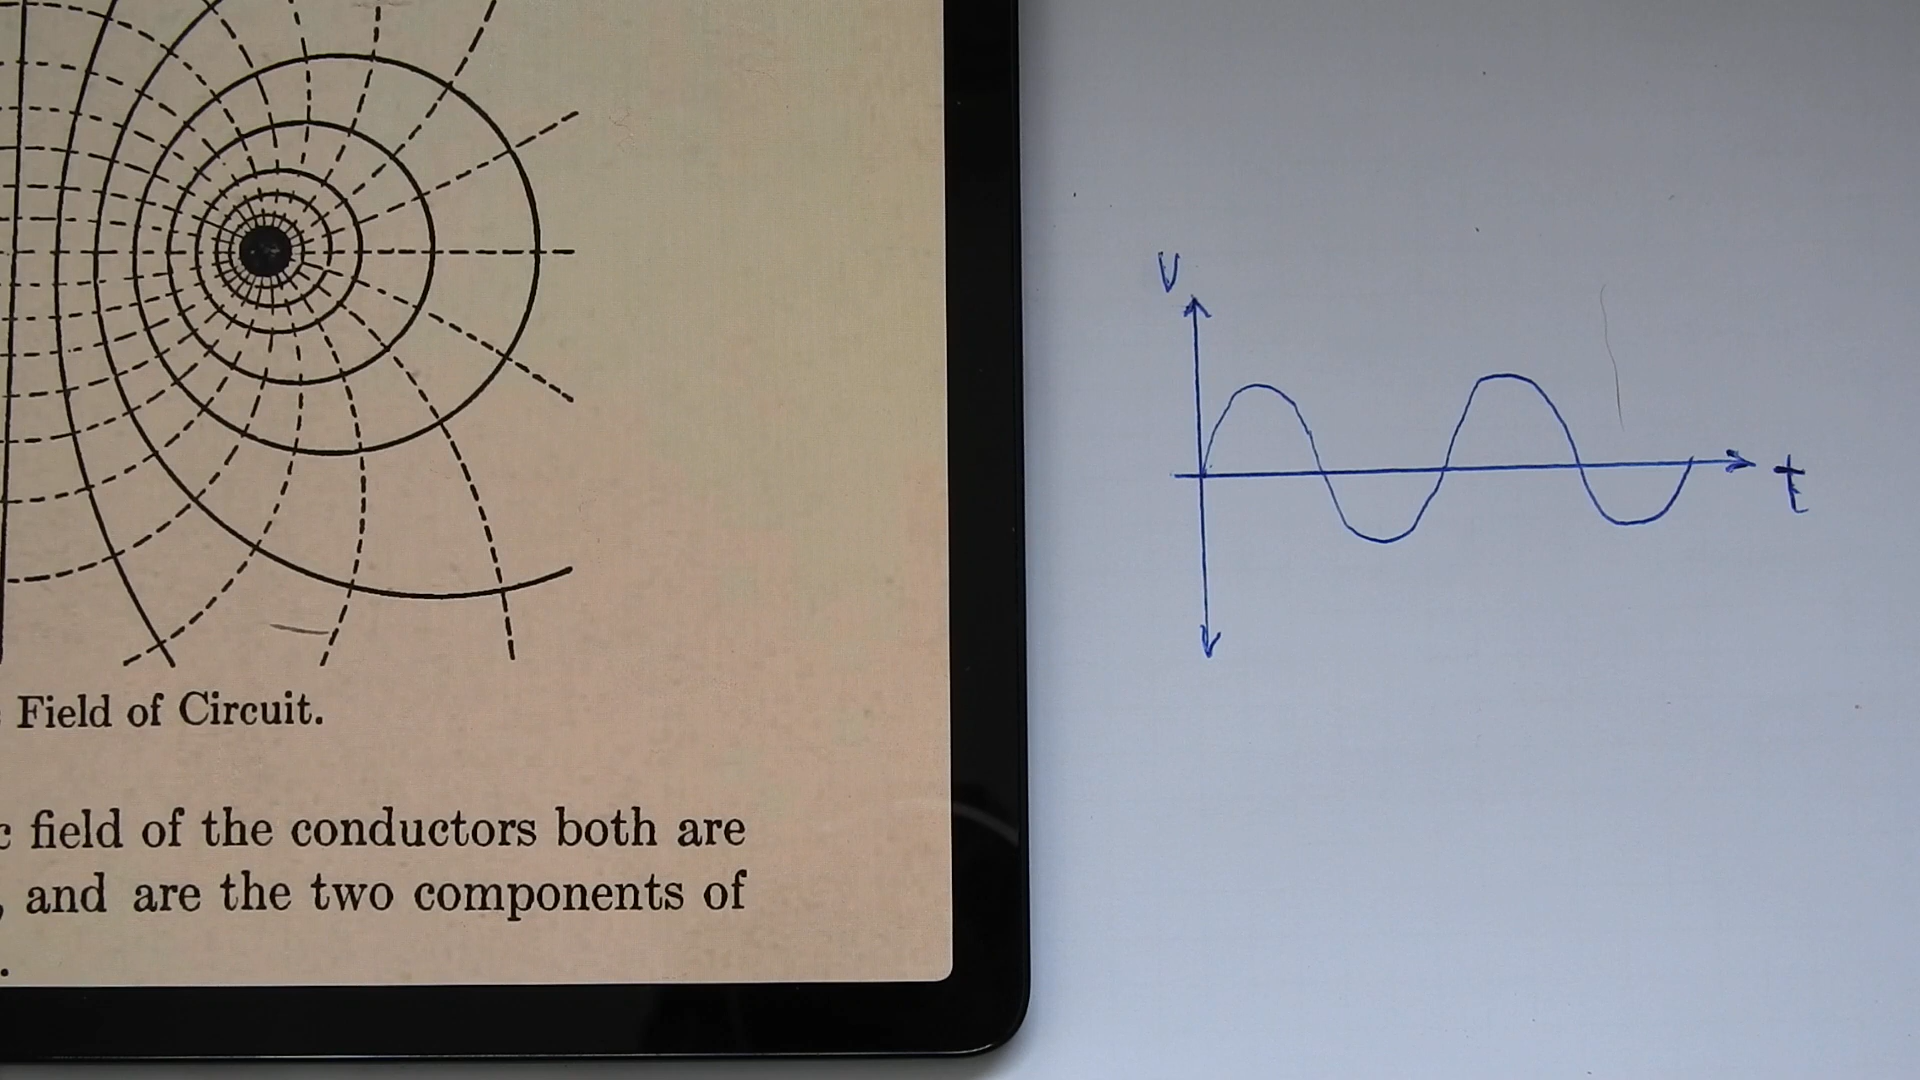 Field of Circuit.
field of the conductors both are
, and are the two components of
.
V
t